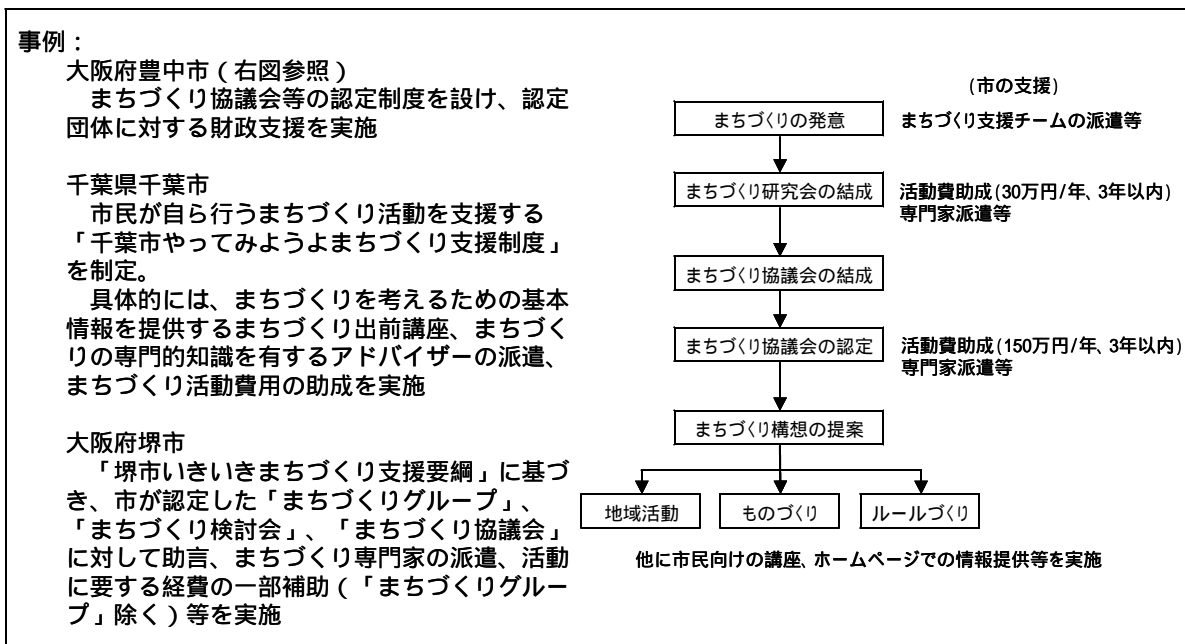 事例：
大阪府豊中市（右図参照）
まちづくり協議会等の認定制度を設け、認定
団体に対する財政支援を実施
千葉県千葉市
市民が自ら行うまちづくり活動を支援する
「千葉市やってみようよまちづくり支援制度」
を制定。
具体的には、まちづくりを考えるための基本
情報を提供するまちづくり出前講座、まちづく
りの専門的知識を有するアドバイザーの派遣、
まちづくり活動費用の助成を実施
大阪府堺市
「堺市いきいきまちづくり支援要綱」に基づ
き、市が認定した「まちづくりグループ」、
「まちづくり検討会」、「まちづくり協議会」
に対して助言、まちづくり専門家の派遣、活動
に要する経費の一部補助（「まちづくりグルー
プ」除く）等を実施
(市の支援)
まちづくりの発意
まちづくり支援チームの派遣等
まちづくり研究会の結成
活動費助成(30万円/年、3年以内)
専門家派遣等
まちづくり協議会の結成
まちづくり協議会の認定
活動費助成(150万円/年、3年以内)
専門家派遣等
まちづくり構想の提案
地域活動
ものづくり
ルールづくり
他に市民向けの講座、ホームページでの情報提供等を実施